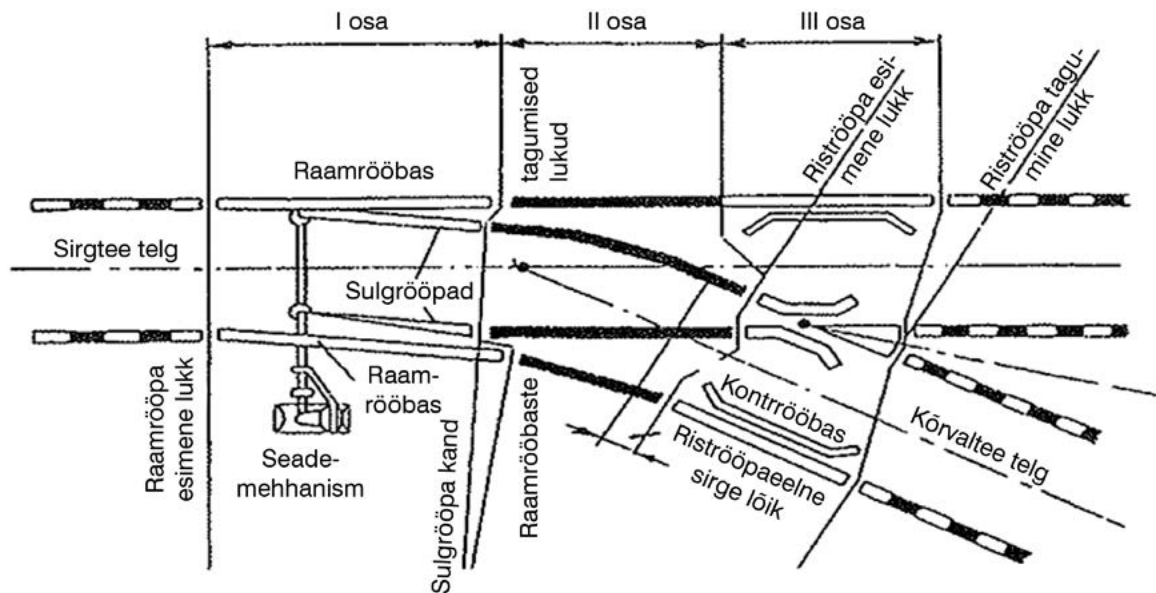 I osa
II osa
III osa
Raamrööpa
esimene lukk
Raamrööbas
tagumised
lukud
Riströöpa esi-
mene lukk
Riströöpa tagu-
mine lukk
Sirgtee telg
Sulgrööpad
Raam-
rööbas
Seade-
mehhanism
Sulgrööpa kand
Raamrööbaste
Kontrrööbas
Riströöpaeelne
sirge lõik
Kõrvaltee telg